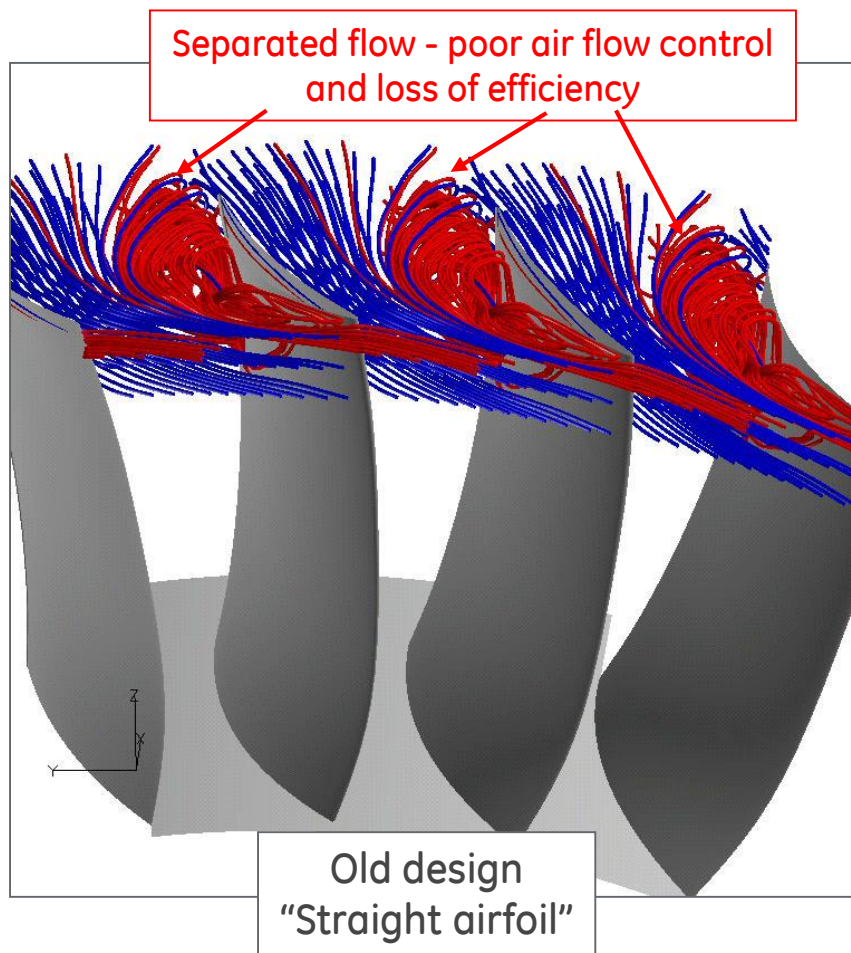 Separated flow - poor air flow control
and loss of efficiency
Z
X
Y
Old design
“Straight airfoil”